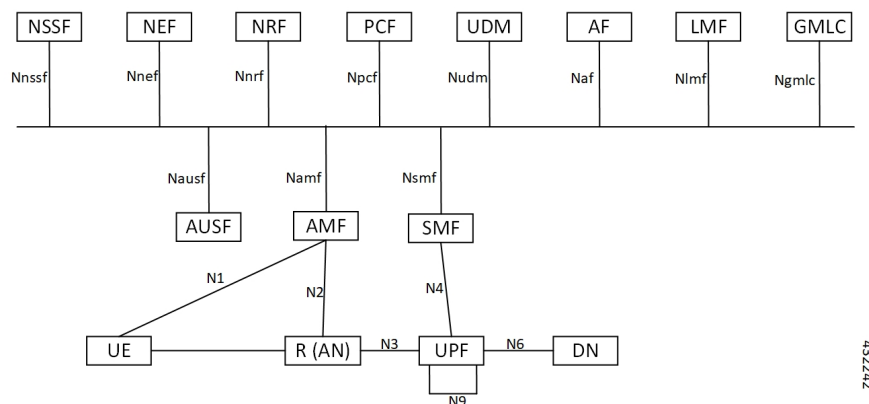 NSSF NEF NRF PCF UDM AF LMF GMLC
Nnssf Nnef Nnrf Npcf Nudm Naf Nlmf Ngmlc
Nausf Namf Nsmf
AUSF AMF SMF
N1 N2 N4
UE R (AN) N3 UPF N6 DN
N9
432242